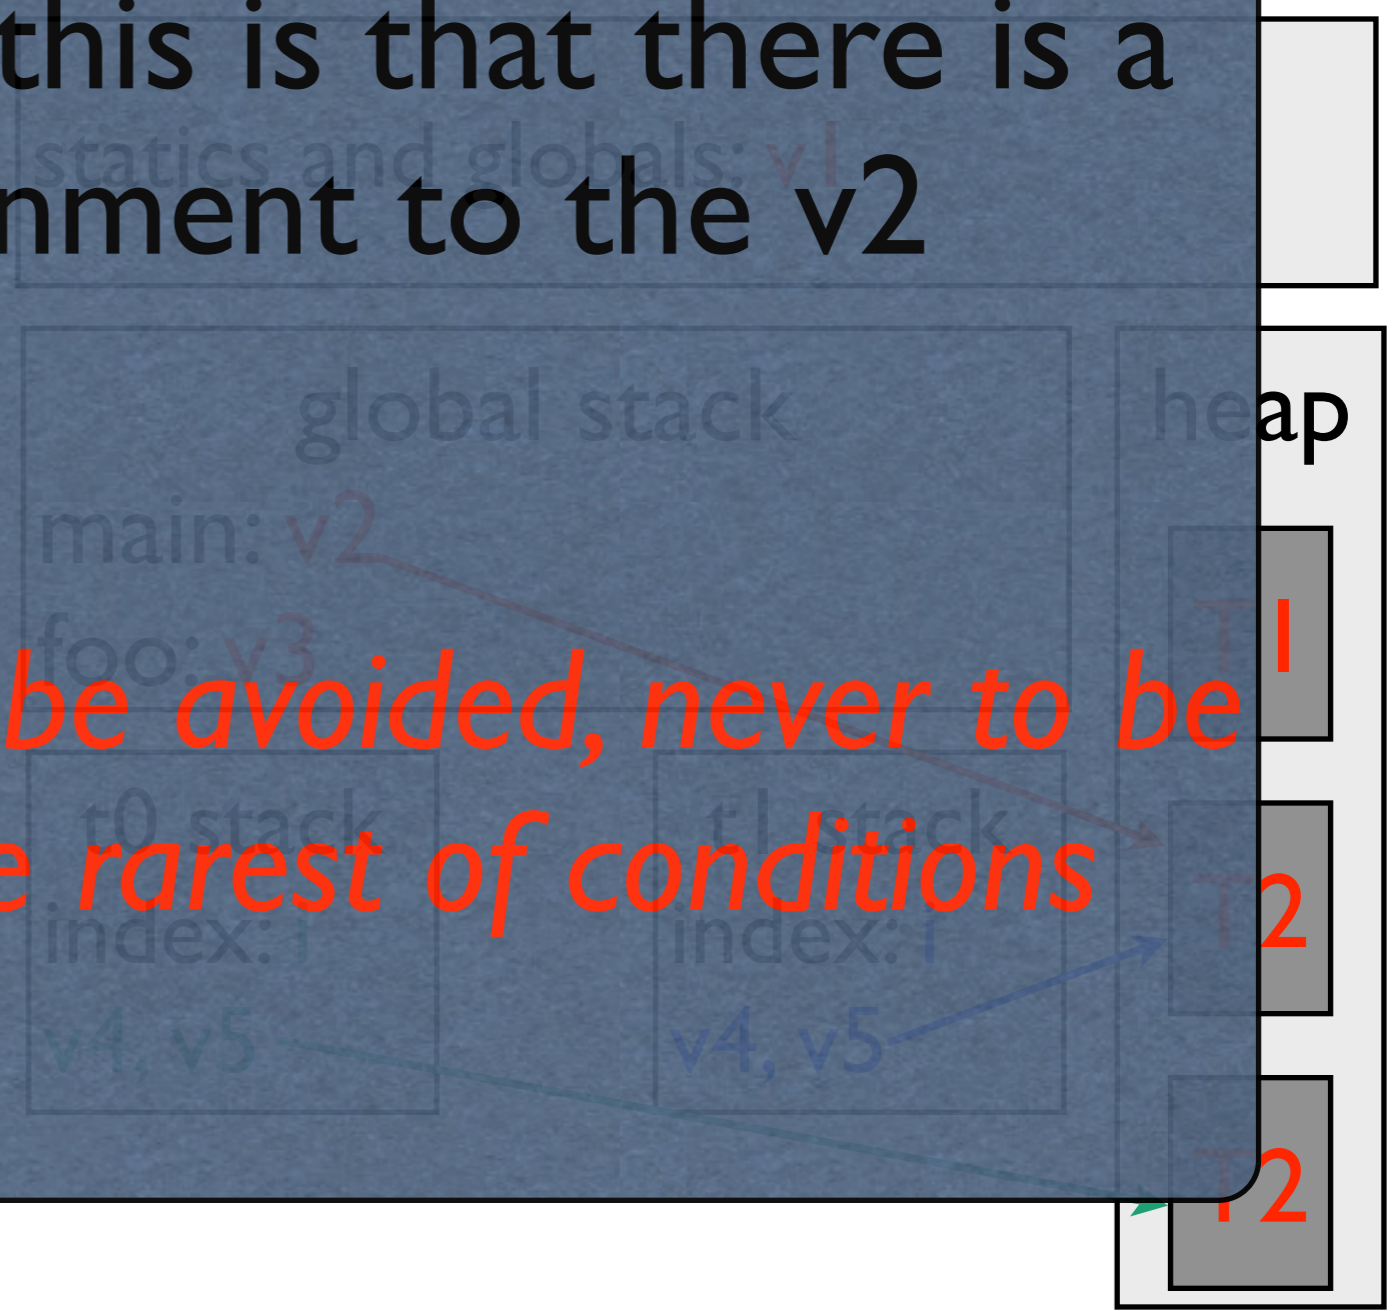 this is that there is a
statics and globals: v1
nment to the v2
global stack
heap
main: v2
foo: v3
T1
be avoided, never to be
t0 stack
t1 stack
e rarest of conditions
T2
index: i
index: i
v4, v5
v4, v5
T2